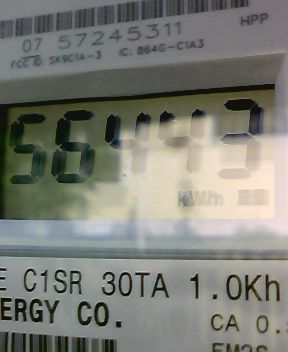 HPP
07 57245311
FCC ID: SK9C1A-3 IC: 864G-C1A3
56443
kWh
E C1SR 30TA 1.0Kh
ERGY CO.
CA 0.